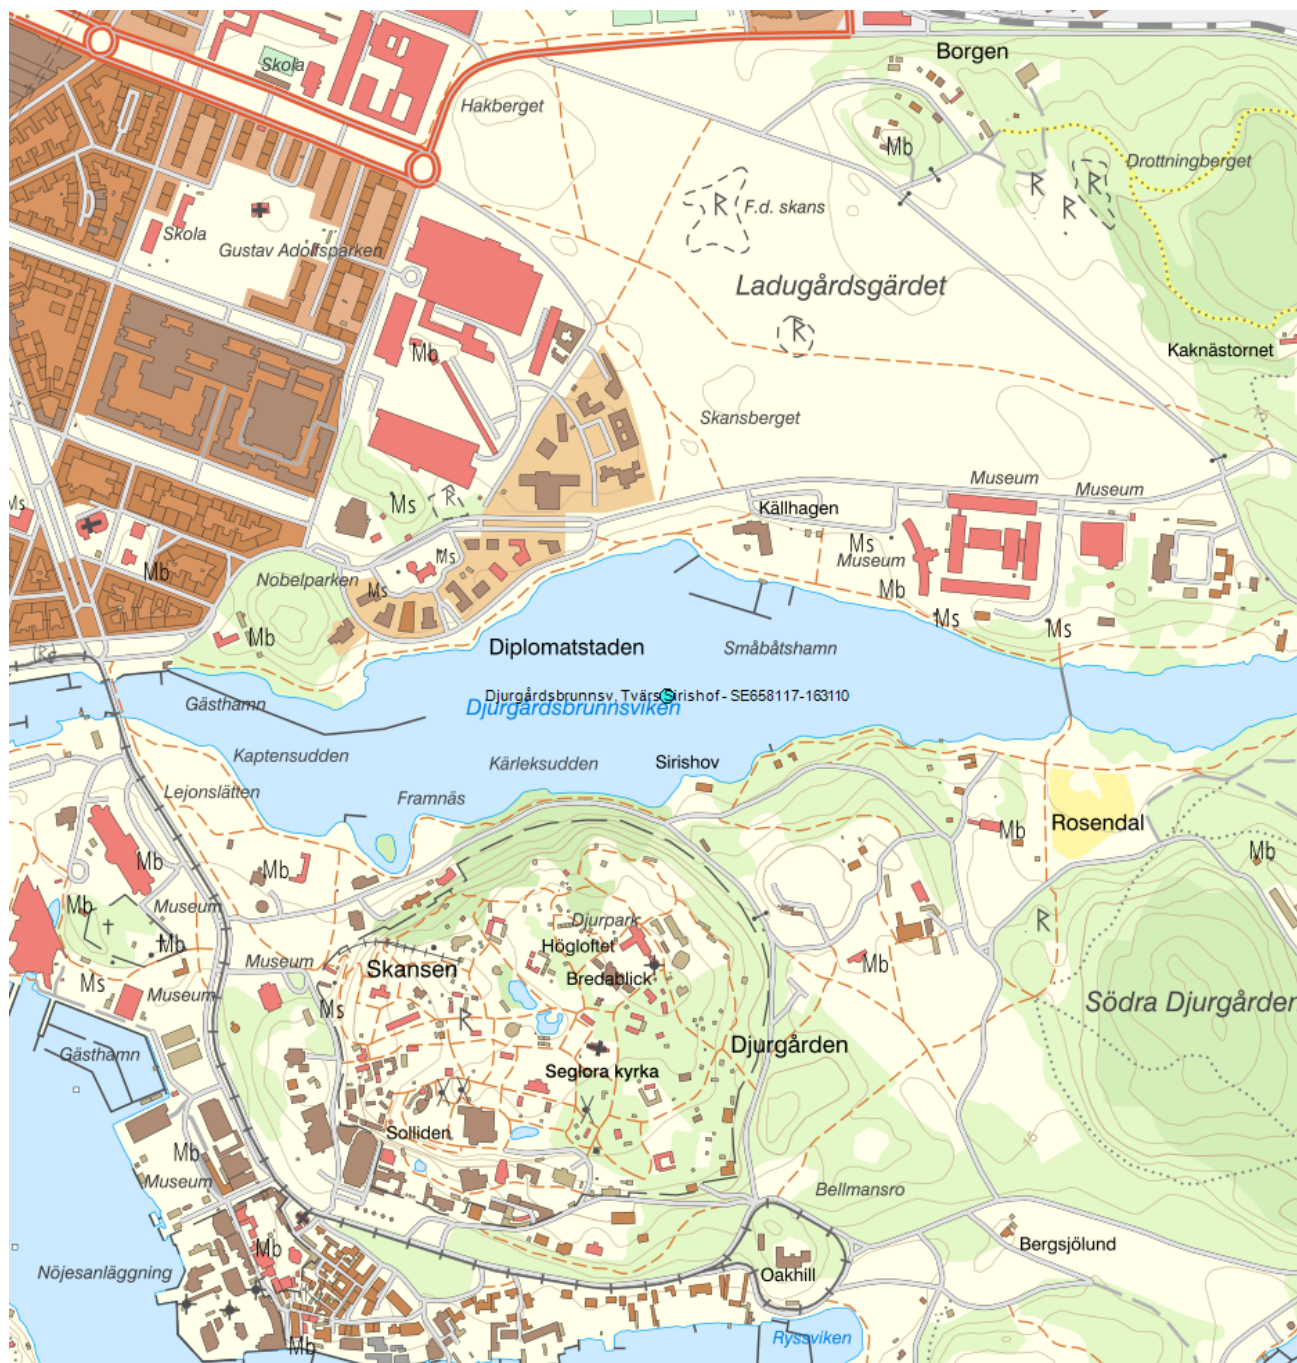 Borgen
Skola
Hakberget
Mb
Drottningberget
R
R
R
R
F.d. skans
Skola
Gustav Adolfsparken
Ladugårdsgärdet
R
Mb
Kaknästornet
Skansberget
Museum
Museum
R
Ms
Ms
Källhagen
Ms
Museum
Ms
Mb
Nobelparken
Ms
Mb
Ms
Ms
Mb
R
Diplomatstaden
Småbåtshamn
Djurgårdsbrunnsv, Tvärs Sirishof - SE658117-163110
Djurgårdsbrunnsviken
Gästhamn
Kaptensudden
Kärleksudden
Sirishov
Lejonslätten
Framnäs
Rosendal
Mb
Mb
Mb
Mb
Museum
Djurpark
R
Mb
Högloftet
Museum
Skansen
Bredablick
Mb
Ms
Museum
Ms
Södra Djurgården
R
Gästhamn
Djurgården
Seglora kyrka
Solliden
Mb
Museum
Bellmansro
Mb
Bergsjölund
Nöjesanläggning
Oakhill
Mb
Ryssviken